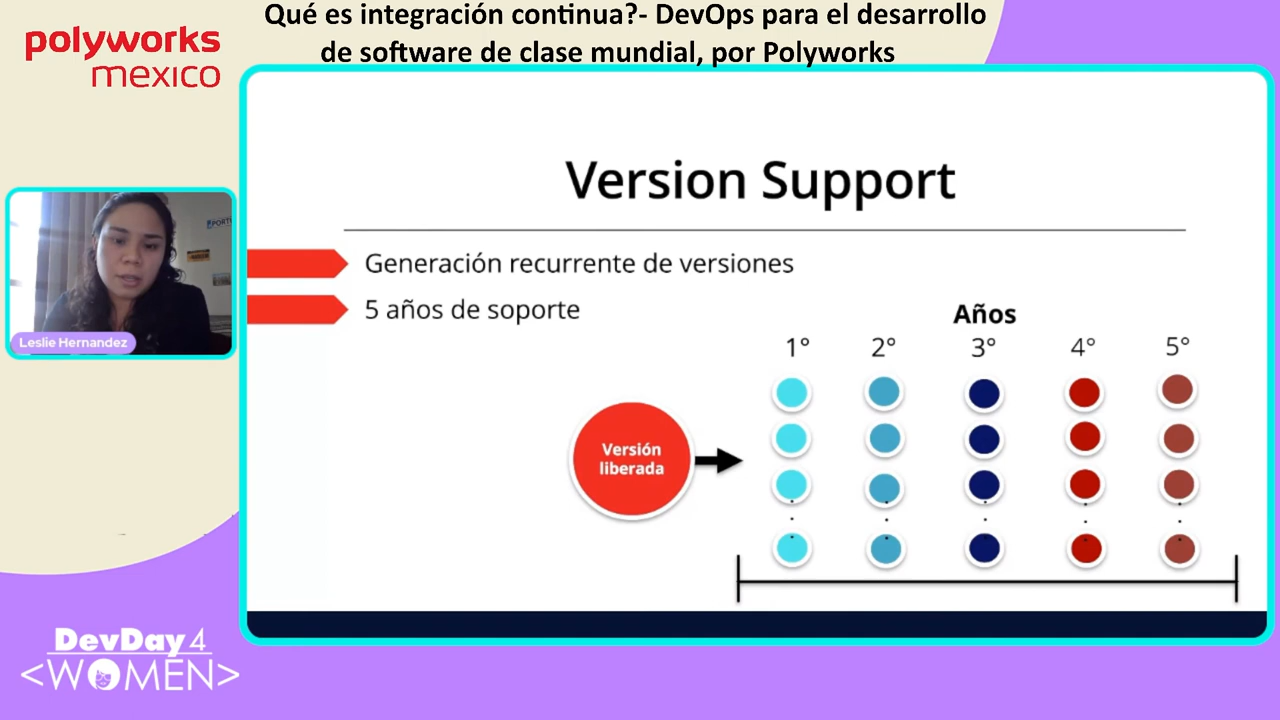 Qué es integración continua?- DevOps para el desarrollo
de software de clase mundial, por Polyworks
polyworks
mexico
Version Support
Generación recurrente de versiones
5 años de soporte
Años
1° 2° 3° 4° 5°
Versión
liberada
Leslie Hernandez
DevDay 4
<WOMEN>